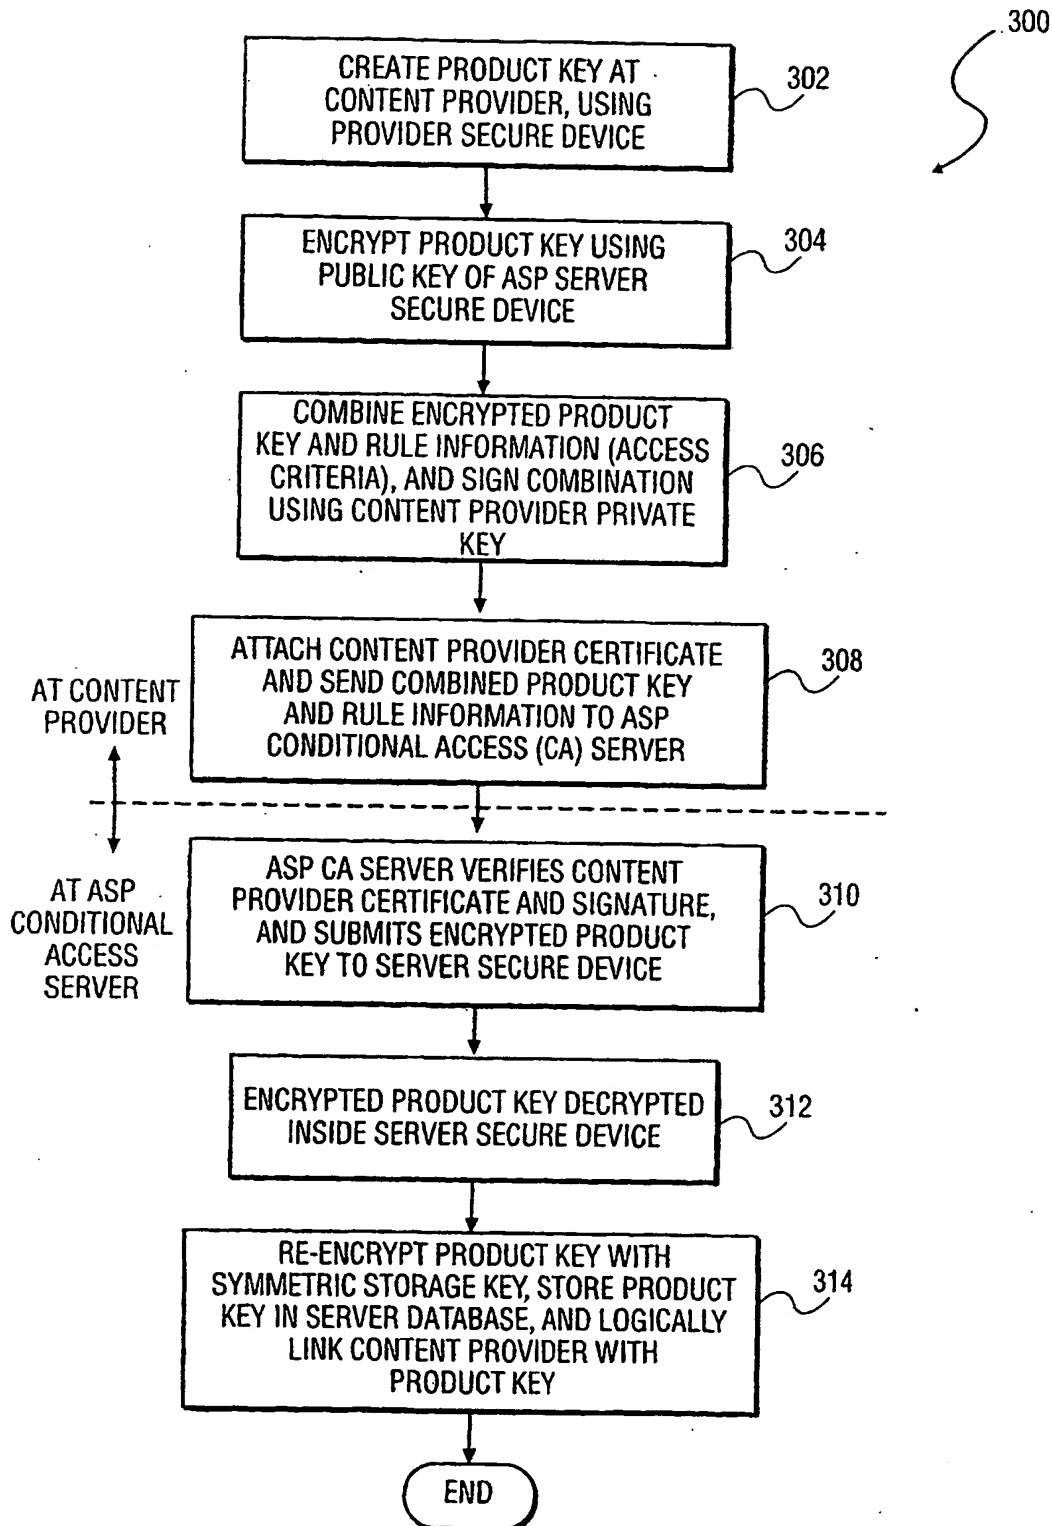 300
CREATE PRODUCT KEY AT
CONTENT PROVIDER, USING
PROVIDER SECURE DEVICE
302
ENCRYPT PRODUCT KEY USING
PUBLIC KEY OF ASP SERVER
SECURE DEVICE
304
COMBINE ENCRYPTED PRODUCT
KEY AND RULE INFORMATION (ACCESS
CRITERIA), AND SIGN COMBINATION
USING CONTENT PROVIDER PRIVATE
KEY
306
ATTACH CONTENT PROVIDER CERTIFICATE
AND SEND COMBINED PRODUCT KEY
AND RULE INFORMATION TO ASP
CONDITIONAL ACCESS (CA) SERVER
308
AT CONTENT
PROVIDER
AT ASP
CONDITIONAL
ACCESS
SERVER
ASP CA SERVER VERIFIES CONTENT
PROVIDER CERTIFICATE AND SIGNATURE,
AND SUBMITS ENCRYPTED PRODUCT
KEY TO SERVER SECURE DEVICE
310
ENCRYPTED PRODUCT KEY DECRYPTED
INSIDE SERVER SECURE DEVICE
312
RE-ENCRYPT PRODUCT KEY WITH
SYMMETRIC STORAGE KEY, STORE PRODUCT
KEY IN SERVER DATABASE, AND LOGICALLY
LINK CONTENT PROVIDER WITH
PRODUCT KEY
314
END